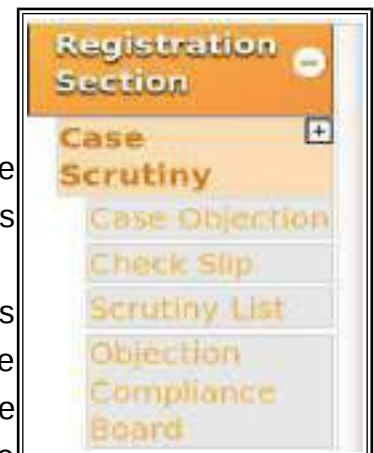 Registration
Section
Case
Scrutiny
Case Objection
Check Slip
Scrutiny List
Objection
Compliance
Board